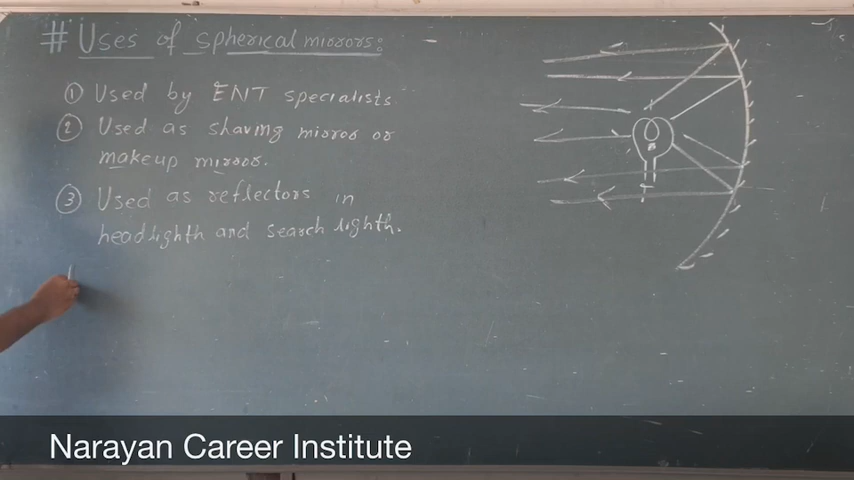 # Uses of spherical mirrors:
① Used by ENT specialists.
② Used as shaving mirror or
makeup mirror.
③ Used as reflectors in
headlighth and search lighth.
Narayan Career Institute